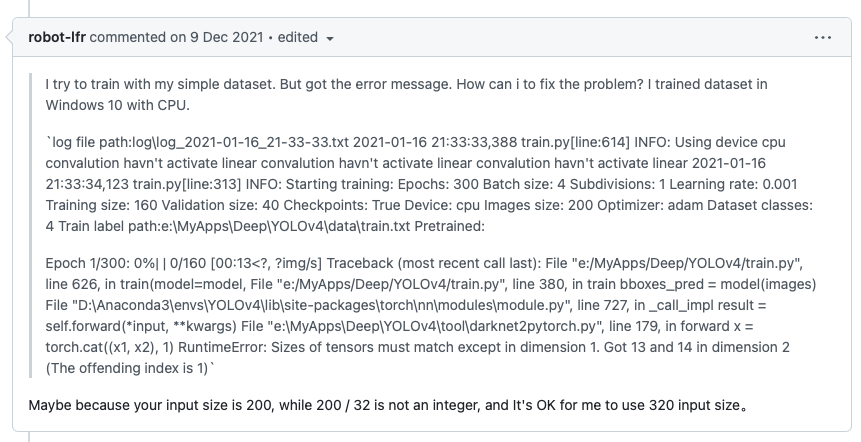 robot-lfr commented on 9 Dec 2021 • edited
I try to train with my simple dataset. But got the error message. How can i to fix the problem? I trained dataset in
Windows 10 with CPU.
`log file path:log\log_2021-01-16_21-33-33.txt 2021-01-16 21:33:33,388 train.py[line:614] INFO: Using device cpu
convalution havn't activate linear convalution havn't activate linear convalution havn't activate linear 2021-01-16
21:33:34,123 train.py[line:313] INFO: Starting training: Epochs: 300 Batch size: 4 Subdivisions: 1 Learning rate: 0.001
Training size: 160 Validation size: 40 Checkpoints: True Device: cpu Images size: 200 Optimizer: adam Dataset classes:
4 Train label path:e:\MyApps\Deep\YOLOv4\data\train.txt Pretrained:
Epoch 1/300: 0%| | 0/160 [00:13<?, ?img/s] Traceback (most recent call last): File "e:/MyApps/Deep/YOLOv4/train.py",
line 626, in train(model=model, File "e:/MyApps/Deep/YOLOv4/train.py", line 380, in train bboxes_pred = model(images)
File "D:\Anaconda3\envs\YOLOv4\lib\site-packages\torch\nn\modules\module.py", line 727, in _call_impl result =
self.forward(*input, **kwargs) File "e:\MyApps\Deep\YOLOv4\tool\darknet2pytorch.py", line 179, in forward x =
torch.cat((x1, x2), 1) RuntimeError: Sizes of tensors must match except in dimension 1. Got 13 and 14 in dimension 2
(The offending index is 1)`
Maybe because your input size is 200, while 200 / 32 is not an integer, and It's OK for me to use 320 input size。